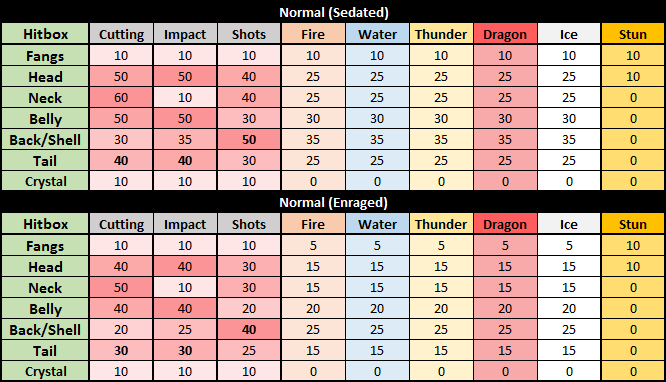 Normal (Sedated)
Hitbox Cutting Impact Shots Fire Water Thunder Dragon Ice Stun
Fangs 10 10 10 10 10 10 10 10 10
Head 50 50 40 25 25 25 25 25 10
Neck 60 10 40 25 25 25 25 25 0
Belly 50 50 30 30 30 30 30 30 0
Back/Shell 30 35 50 35 35 35 35 35 0
Tail 40 40 30 25 25 25 25 25 0
Crystal 10 10 10 0 0 0 0 0 0
Normal (Enraged)
Hitbox Cutting Impact Shots Fire Water Thunder Dragon Ice Stun
Fangs 10 10 10 5 5 5 5 5 10
Head 40 40 30 15 15 15 15 15 10
Neck 50 10 30 15 15 15 15 15 0
Belly 40 40 20 20 20 20 20 20 0
Back/Shell 20 25 40 25 25 25 25 25 0
Tail 30 30 25 15 15 15 15 15 0
Crystal 10 10 10 0 0 0 0 0 0